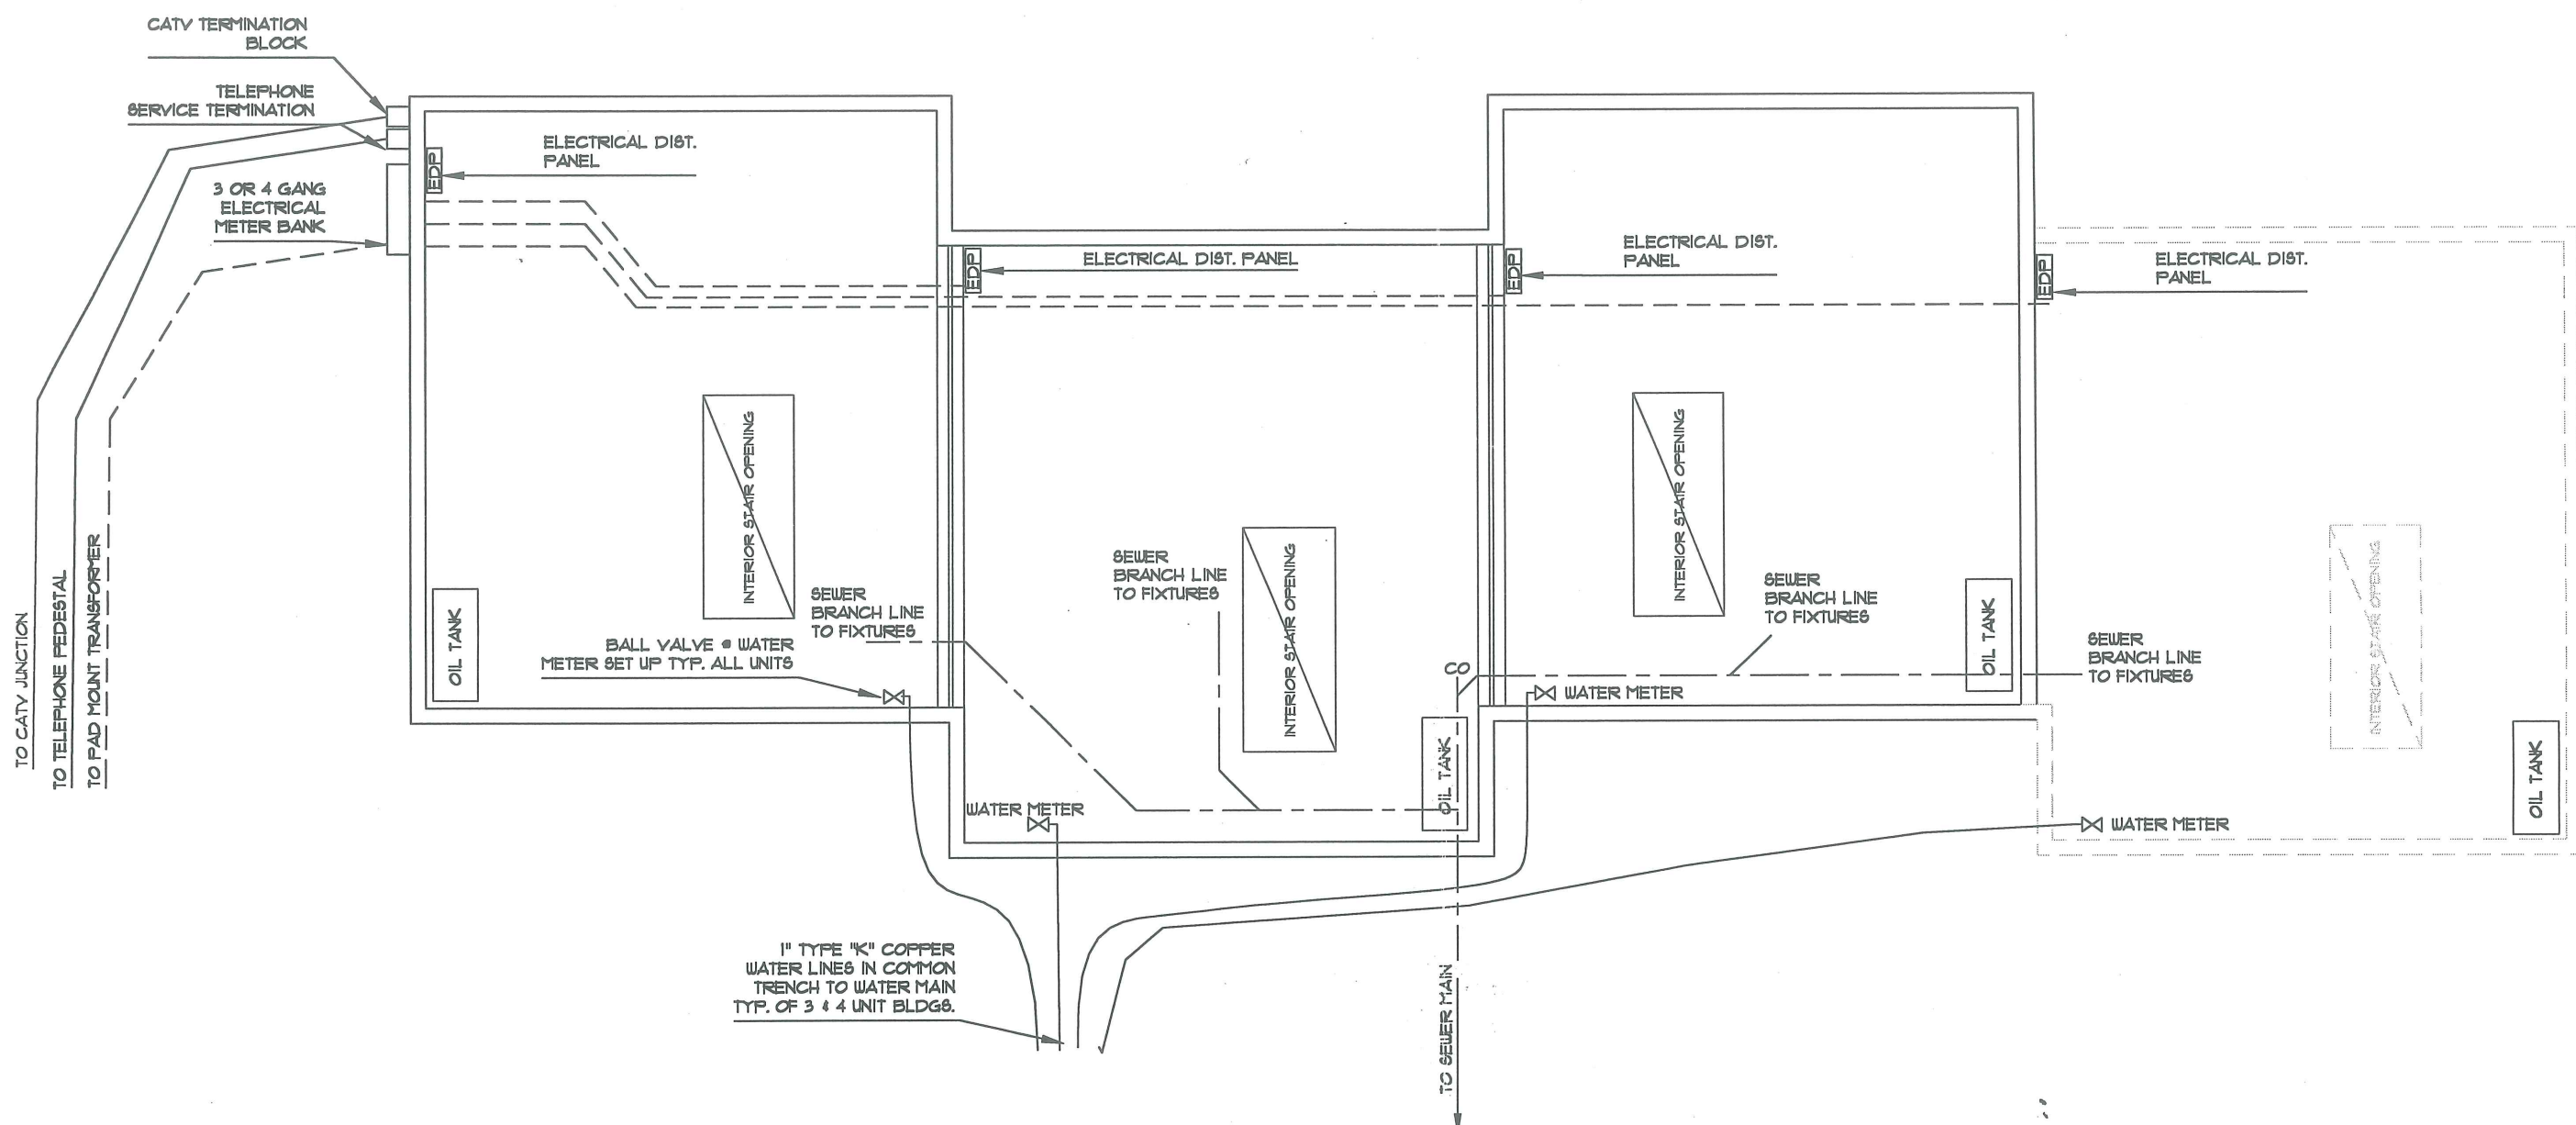 CATV TERMINATION
BLOCK
TELEPHONE
SERVICE TERMINATION
3 OR 4 GANG
ELECTRICAL
METER BANK
EDP
ELECTRICAL DIST.
PANEL
EDP
ELECTRICAL DIST. PANEL
EDP
ELECTRICAL DIST.
PANEL
EDP
ELECTRICAL DIST.
PANEL
TO CATV JUNCTION
TO TELEPHONE PEDESTAL
TO PAD MOUNT TRANSFORMER
OIL TANK
INTERIOR STAIR OPENING
SEWER
BRANCH LINE
TO FIXTURES
BALL VALVE @ WATER
METER SET UP TYP. ALL UNITS
SEWER
BRANCH LINE
TO FIXTURES
INTERIOR STAIR OPENING
WATER METER
CO
OIL TANK
INTERIOR STAIR OPENING
SEWER
BRANCH LINE
TO FIXTURES
WATER METER
OIL TANK
SEWER
BRANCH LINE
TO FIXTURES
INTERIOR STAIR OPENING
WATER METER
OIL TANK
1" TYPE "K" COPPER
WATER LINES IN COMMON
TRENCH TO WATER MAIN
TYP. OF 3 & 4 UNIT BLDGS.
TO SEWER MAIN